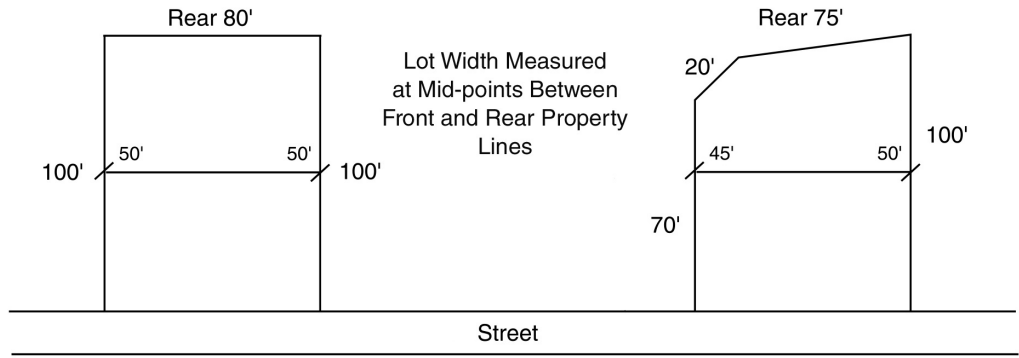 Rear 80'
Rear 75'
Lot Width Measured
at Mid-points Between
Front and Rear Property
Lines
20'
100'
50'
50'
100'
45'
50'
100'
70'
Street